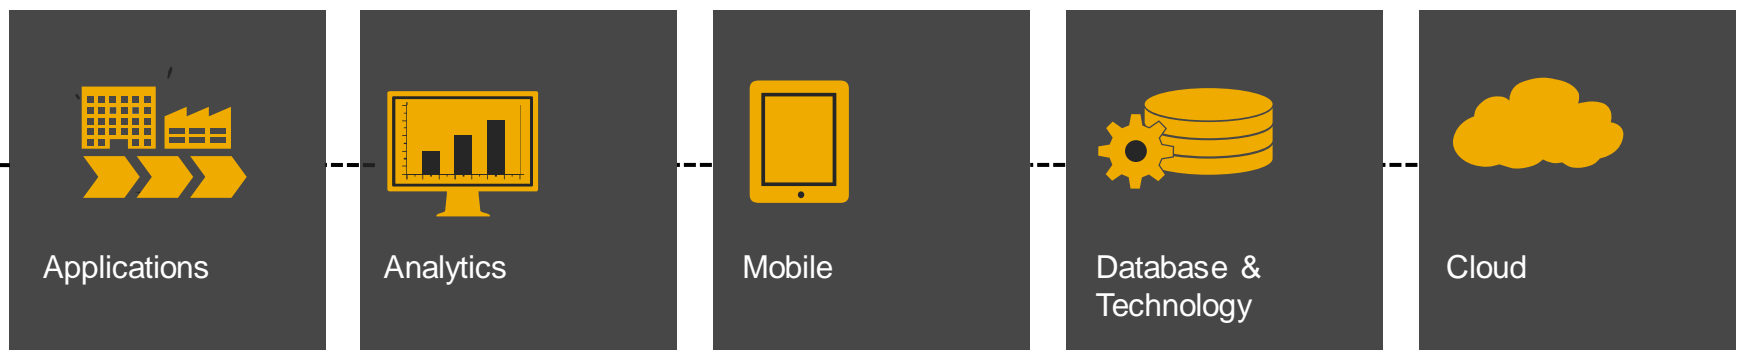 Applications
Analytics
Mobile
Database &
Technology
Cloud